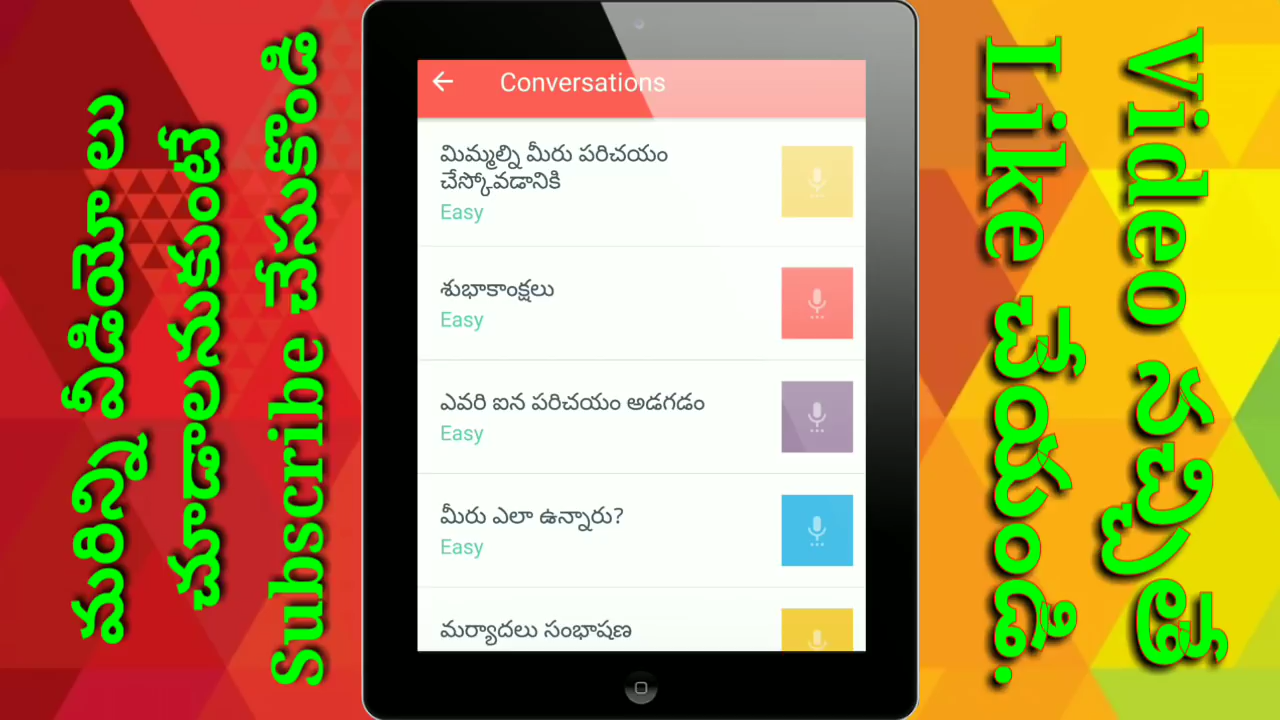 మరిన్ని వీడియో లు
చూడాలనుకుంటే
Subscribe చేసుకోండి
Conversations
మిమ్మల్ని మీరు పరిచయం
చేస్కోవడానికి
Easy
శుభాకాంక్షలు
Easy
ఎవరి ఐన పరిచయం అడగడం
Easy
మీరు ఎలా ఉన్నారు?
Easy
మర్యాదలు సంభాషణ
Video నచ్చితే
Like చేయండి.